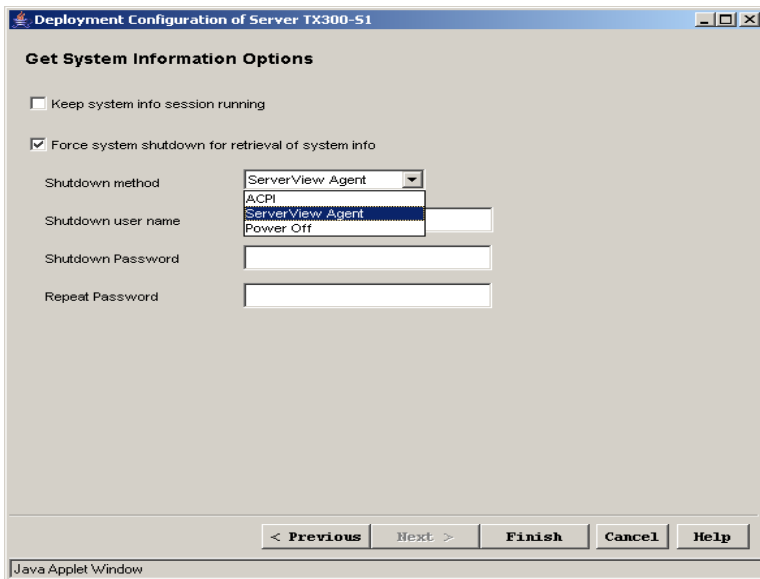 Deployment Configuration of Server TX300-S1
Get System Information Options
Keep system info session running
Force system shutdown for retrieval of system info
Shutdown method
ServerView Agent
ACPI
ServerView Agent
Power Off
Shutdown user name
Shutdown Password
Repeat Password
< Previous
Next >
Finish
Cancel
Help
Java Applet Window